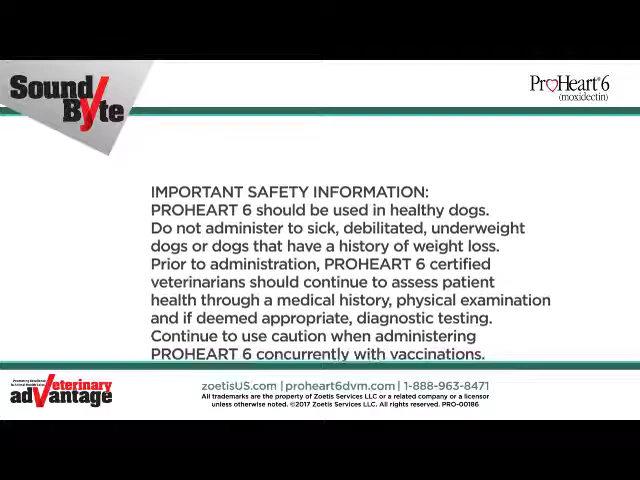 Sound
Byte
ProHeart®6
(moxidectin)
IMPORTANT SAFETY INFORMATION:
PROHEART 6 should be used in healthy dogs.
Do not administer to sick, debilitated, underweight
dogs or dogs that have a history of weight loss.
Prior to administration, PROHEART 6 certified
veterinarians should continue to assess patient
health through a medical history, physical examination
and if deemed appropriate, diagnostic testing.
Continue to use caution when administering
PROHEART 6 concurrently with vaccinations.
Veterinary
adVantage
zoetisUS.com | proheart6dvm.com | 1-888-963-8471
All trademarks are the property of Zoetis Services LLC or a related company or a licensor
unless otherwise noted. ©2017 Zoetis Services LLC. All rights reserved. PRO-00186